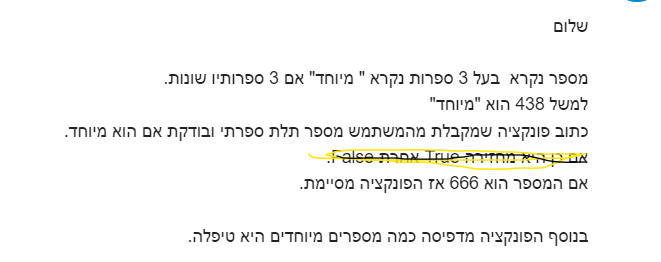 שלום
מספר נקרא בעל 3 ספרות נקרא " מיוחד" אם 3 ספרותיו שונות.
למשל 438 הוא "מיוחד"
כתוב פונקציה שמקבלת מהמשתמש מספר תלת ספרתי ובודקת אם הוא מיוחד.
אם כן היא מחזירה True אחרת False.
אם המספר הוא 666 אז הפונקציה מסיימת.
בנוסף הפונקציה מדפיסה כמה מספרים מיוחדים היא טיפלה.